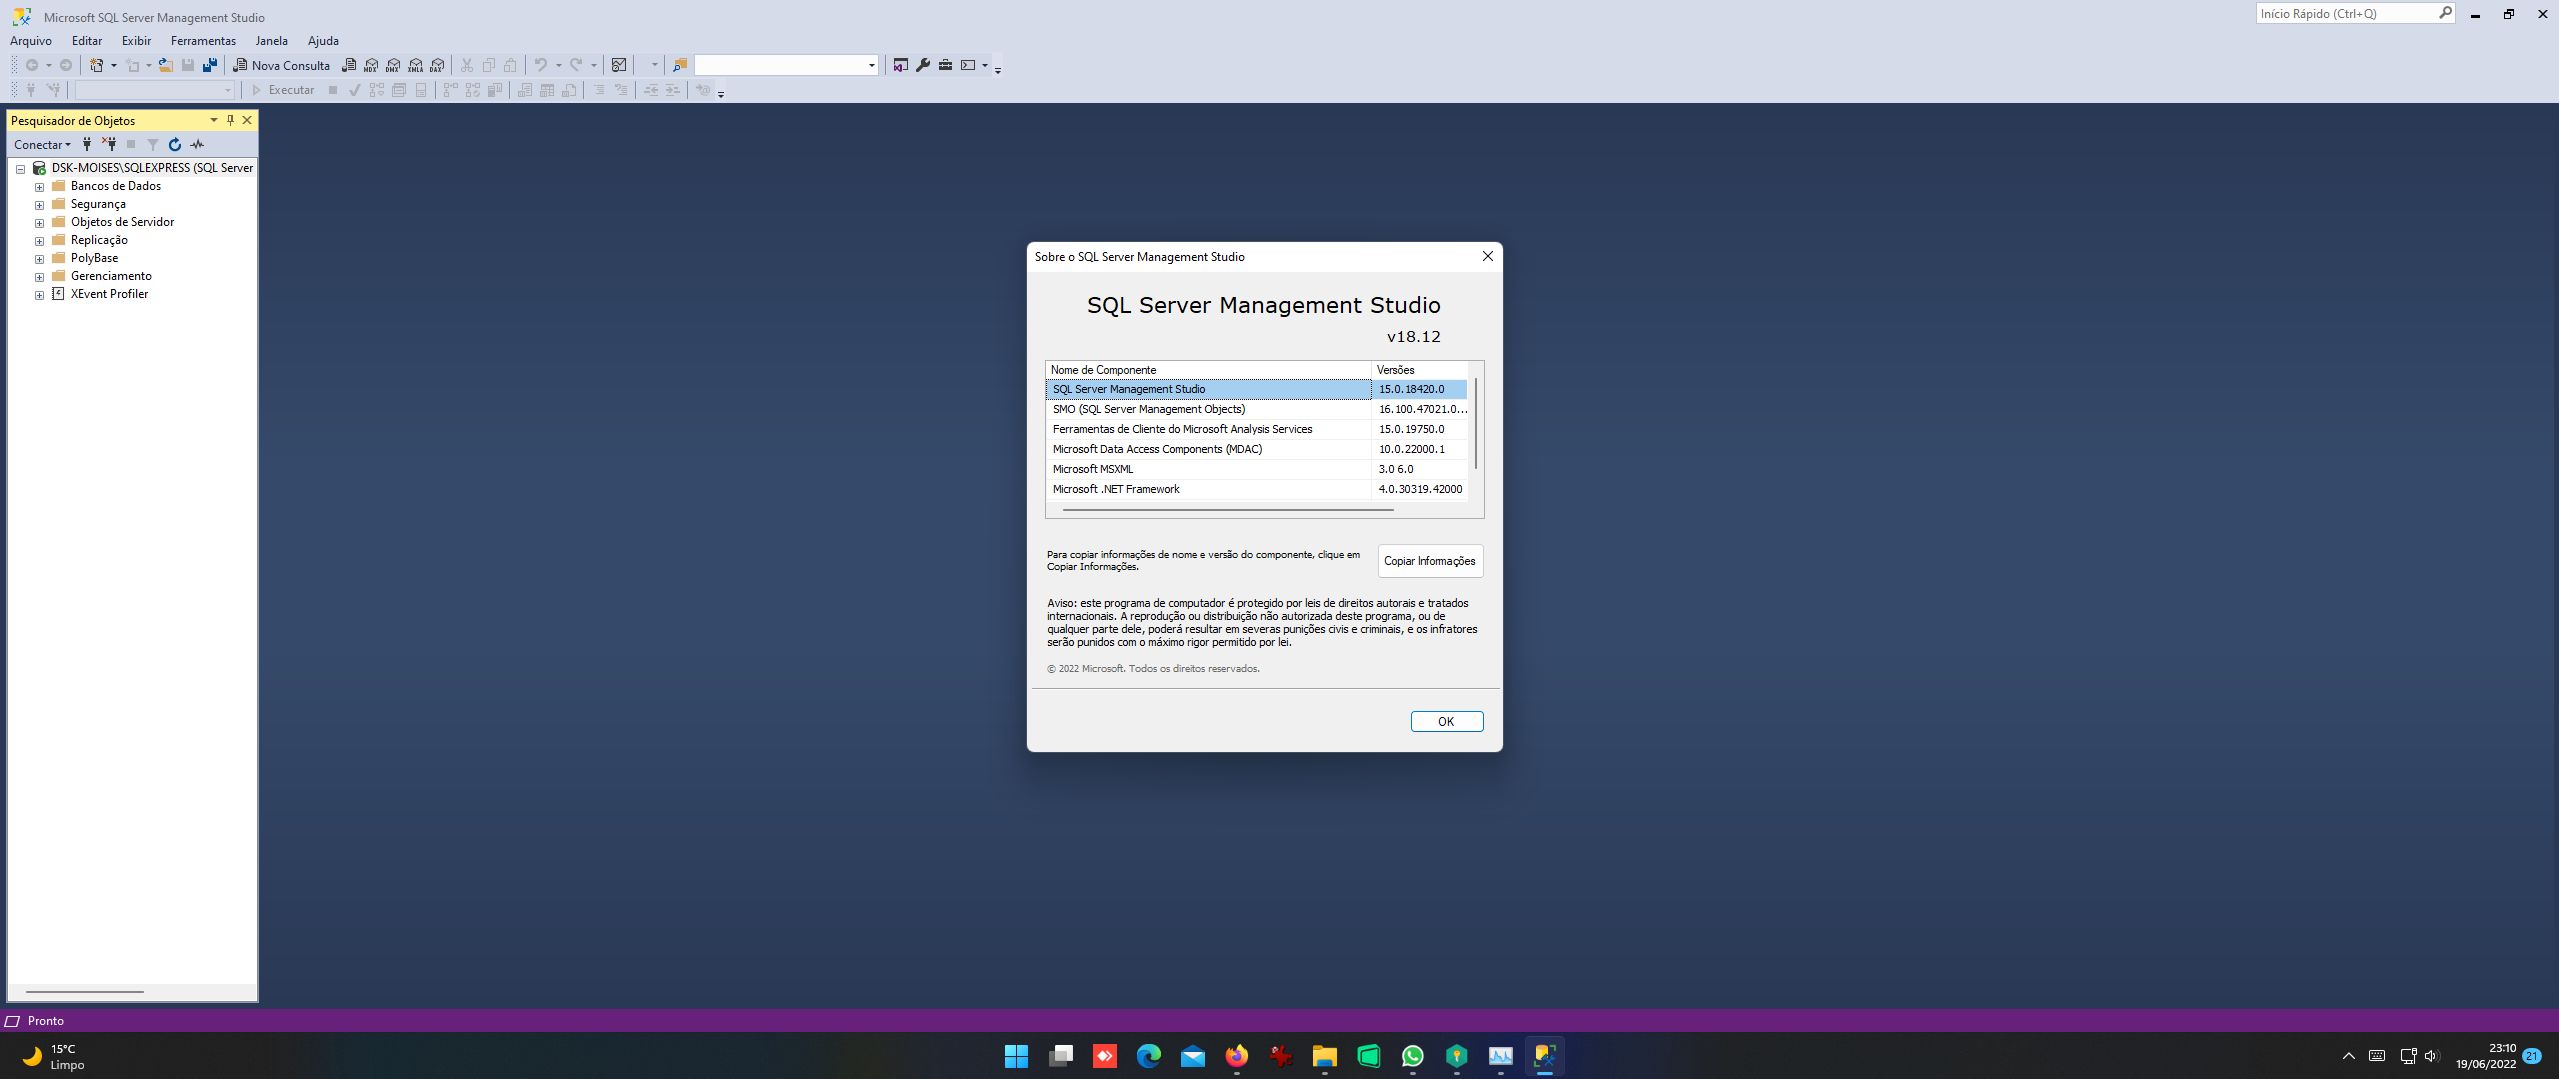 Microsoft SQL Server Management Studio
Início Rápido (Ctrl+Q)
Arquivo Editar Exibir Ferramentas Janela Ajuda
Nova Consulta MDX DMX XMLA DAX
Executar
Pesquisador de Objetos
Conectar
DSK-MOISES\SQLEXPRESS (SQL Server
Bancos de Dados
Segurança
Objetos de Servidor
Replicação
PolyBase
Gerenciamento
XEvent Profiler
Sobre o SQL Server Management Studio
SQL Server Management Studio
v18.12
Nome de Componente Versões
SQL Server Management Studio 15.0.18420.0
SMO (SQL Server Management Objects) 16.100.47021.0...
Ferramentas de Cliente do Microsoft Analysis Services 15.0.19750.0
Microsoft Data Access Components (MDAC) 10.0.22000.1
Microsoft MSXML 3.0 6.0
Microsoft .NET Framework 4.0.30319.42000
Para copiar informações de nome e versão do componente, clique em
Copiar Informações.
Copiar Informações
Aviso: este programa de computador é protegido por leis de direitos autorais e tratados
internacionais. A reprodução ou distribuição não autorizada deste programa, ou de
qualquer parte dele, poderá resultar em severas punições civis e criminais, e os infratores
serão punidos com o máximo rigor permitido por lei.
© 2022 Microsoft. Todos os direitos reservados.
OK
Pronto
15°C
Limpo
23:10
19/06/2022
21